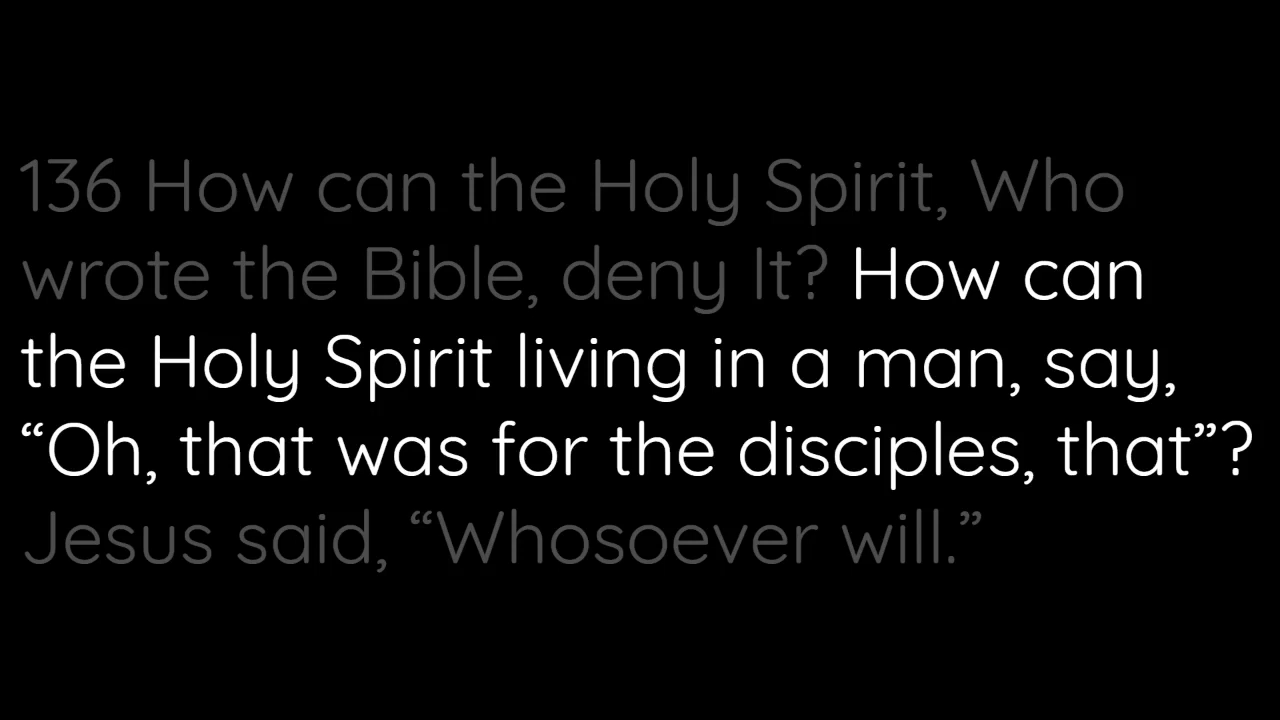 136 How can the Holy Spirit, Who
wrote the Bible, deny It? How can
the Holy Spirit living in a man, say,
“Oh, that was for the disciples, that”?
Jesus said, “Whosoever will.”